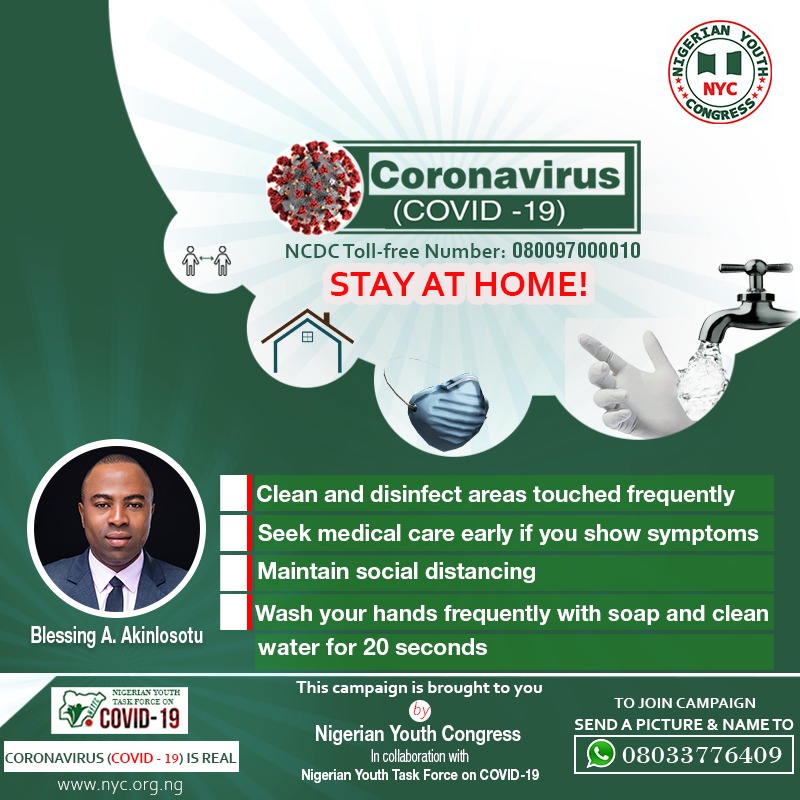 NIGERIAN YOUTH CONGRESS
NYC
Coronavirus
(COVID -19)
NCDC Toll-free Number: 080097000010
STAY AT HOME!
Clean and disinfect areas touched frequently
Seek medical care early if you show symptoms
Maintain social distancing
Wash your hands frequently with soap and clean
water for 20 seconds
Blessing A. Akinlosotu
NIGERIAN YOUTH
TASK FORCE ON
COVID-19
CORONAVIRUS (COVID - 19) IS REAL
www.nyc.org.ng
This campaign is brought to you
by
Nigerian Youth Congress
In collaboration with
Nigerian Youth Task Force on COVID-19
TO JOIN CAMPAIGN
SEND A PICTURE & NAME TO
08033776409